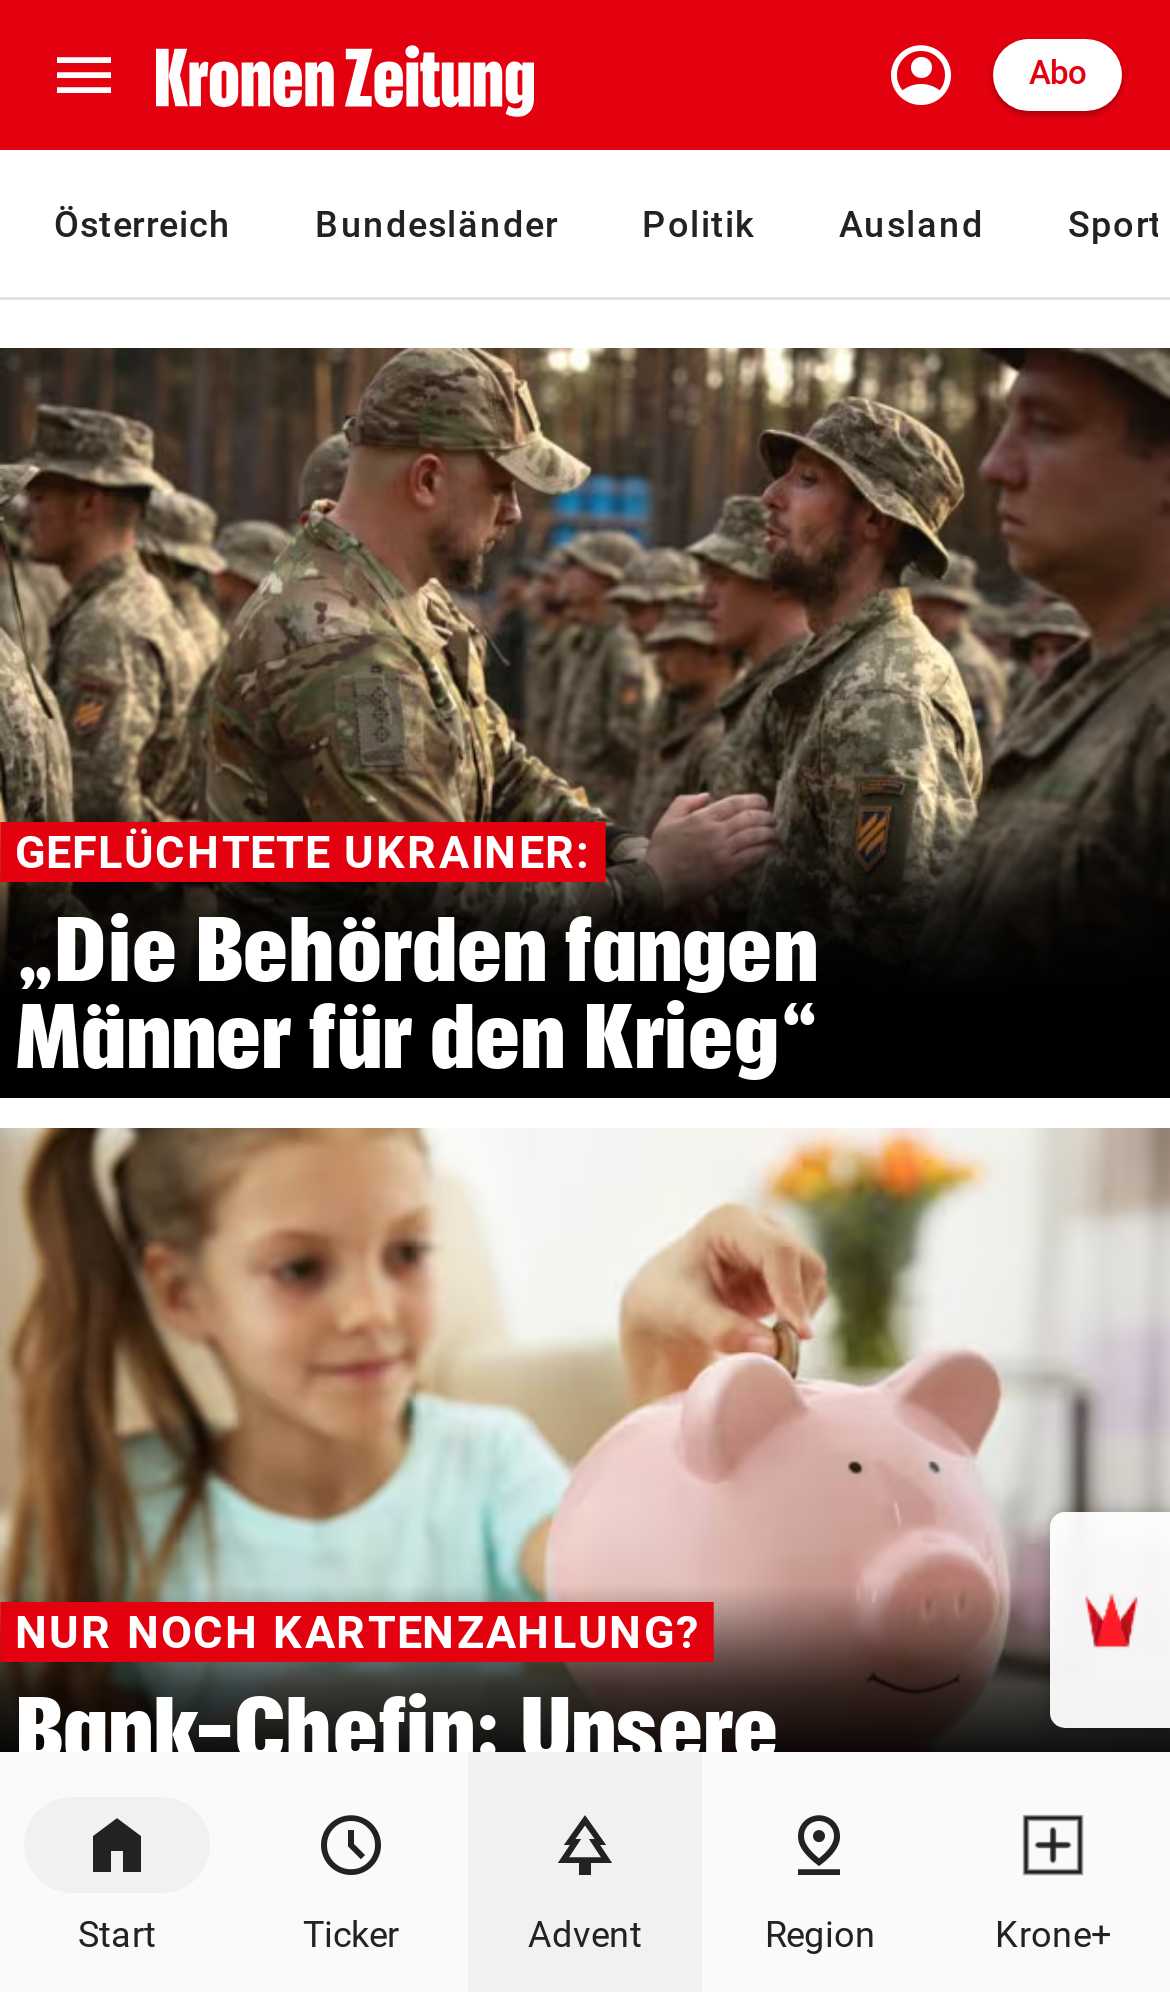 Kronen Zeitung
Abo
Österreich Bundesländer Politik Ausland Sport
GEFLÜCHTETE UKRAINER:
„Die Behörden fangen
Männer für den Krieg“
NUR NOCH KARTENZAHLUNG?
Bank-Chefin: Unsere
Start Ticker Advent Region Krone+